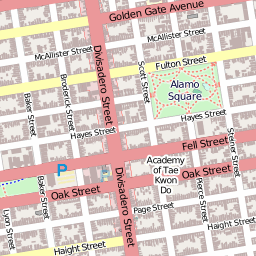 Golden Gate Avenue
McAllister Street
McAllister Street
Fulton Street
Divisadero Street
Scott Street
Alamo
Square
Broderick Street
Baker Street
Hayes Street
Hayes Street
Steiner Street
Fell Street
P
Academy
of Tae
Kwon
Do
Oak Street
Oak Street
Baker Street
Divisadero Street
Pierce Street
Lyon Street
Page Street
Haight Street
Haight Street